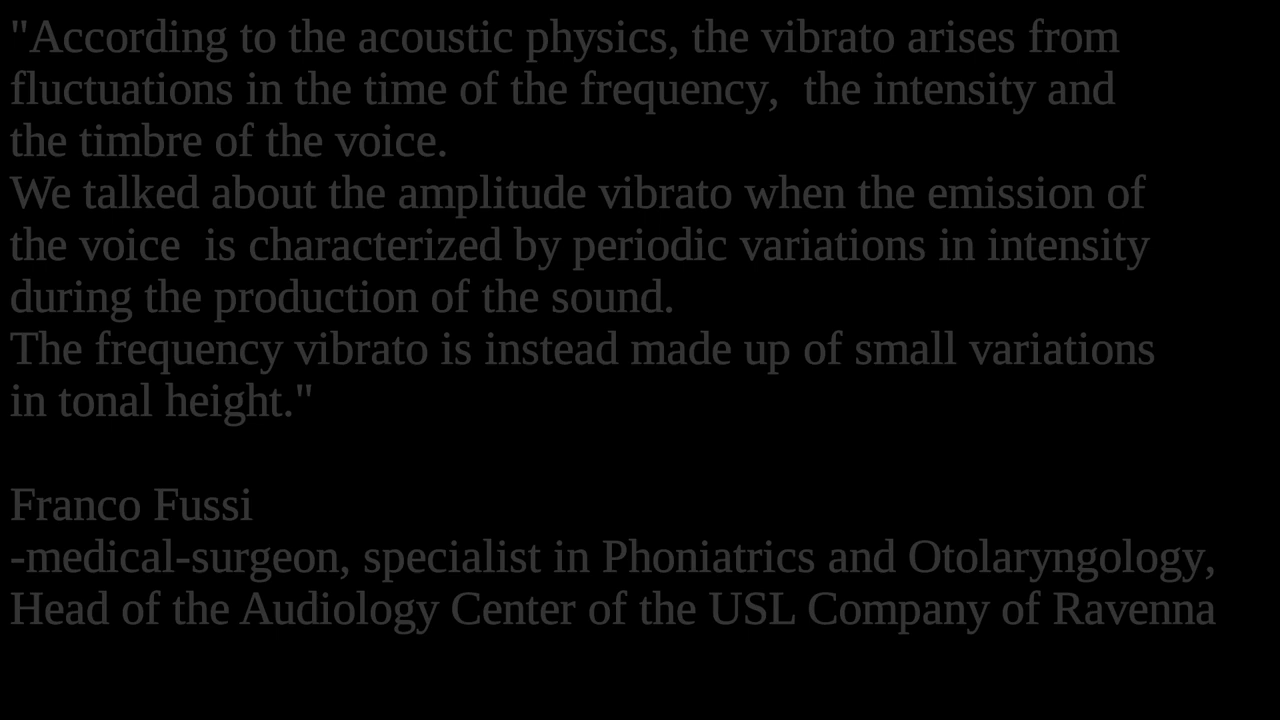 "According to the acoustic physics, the vibrato arises from
fluctuations in the time of the frequency,  the intensity and
the timbre of the voice.
We talked about the amplitude vibrato when the emission of
the voice  is characterized by periodic variations in intensity
during the production of the sound.
The frequency vibrato is instead made up of small variations
in tonal height."
Franco Fussi
-medical-surgeon, specialist in Phoniatrics and Otolaryngology,
Head of the Audiology Center of the USL Company of Ravenna